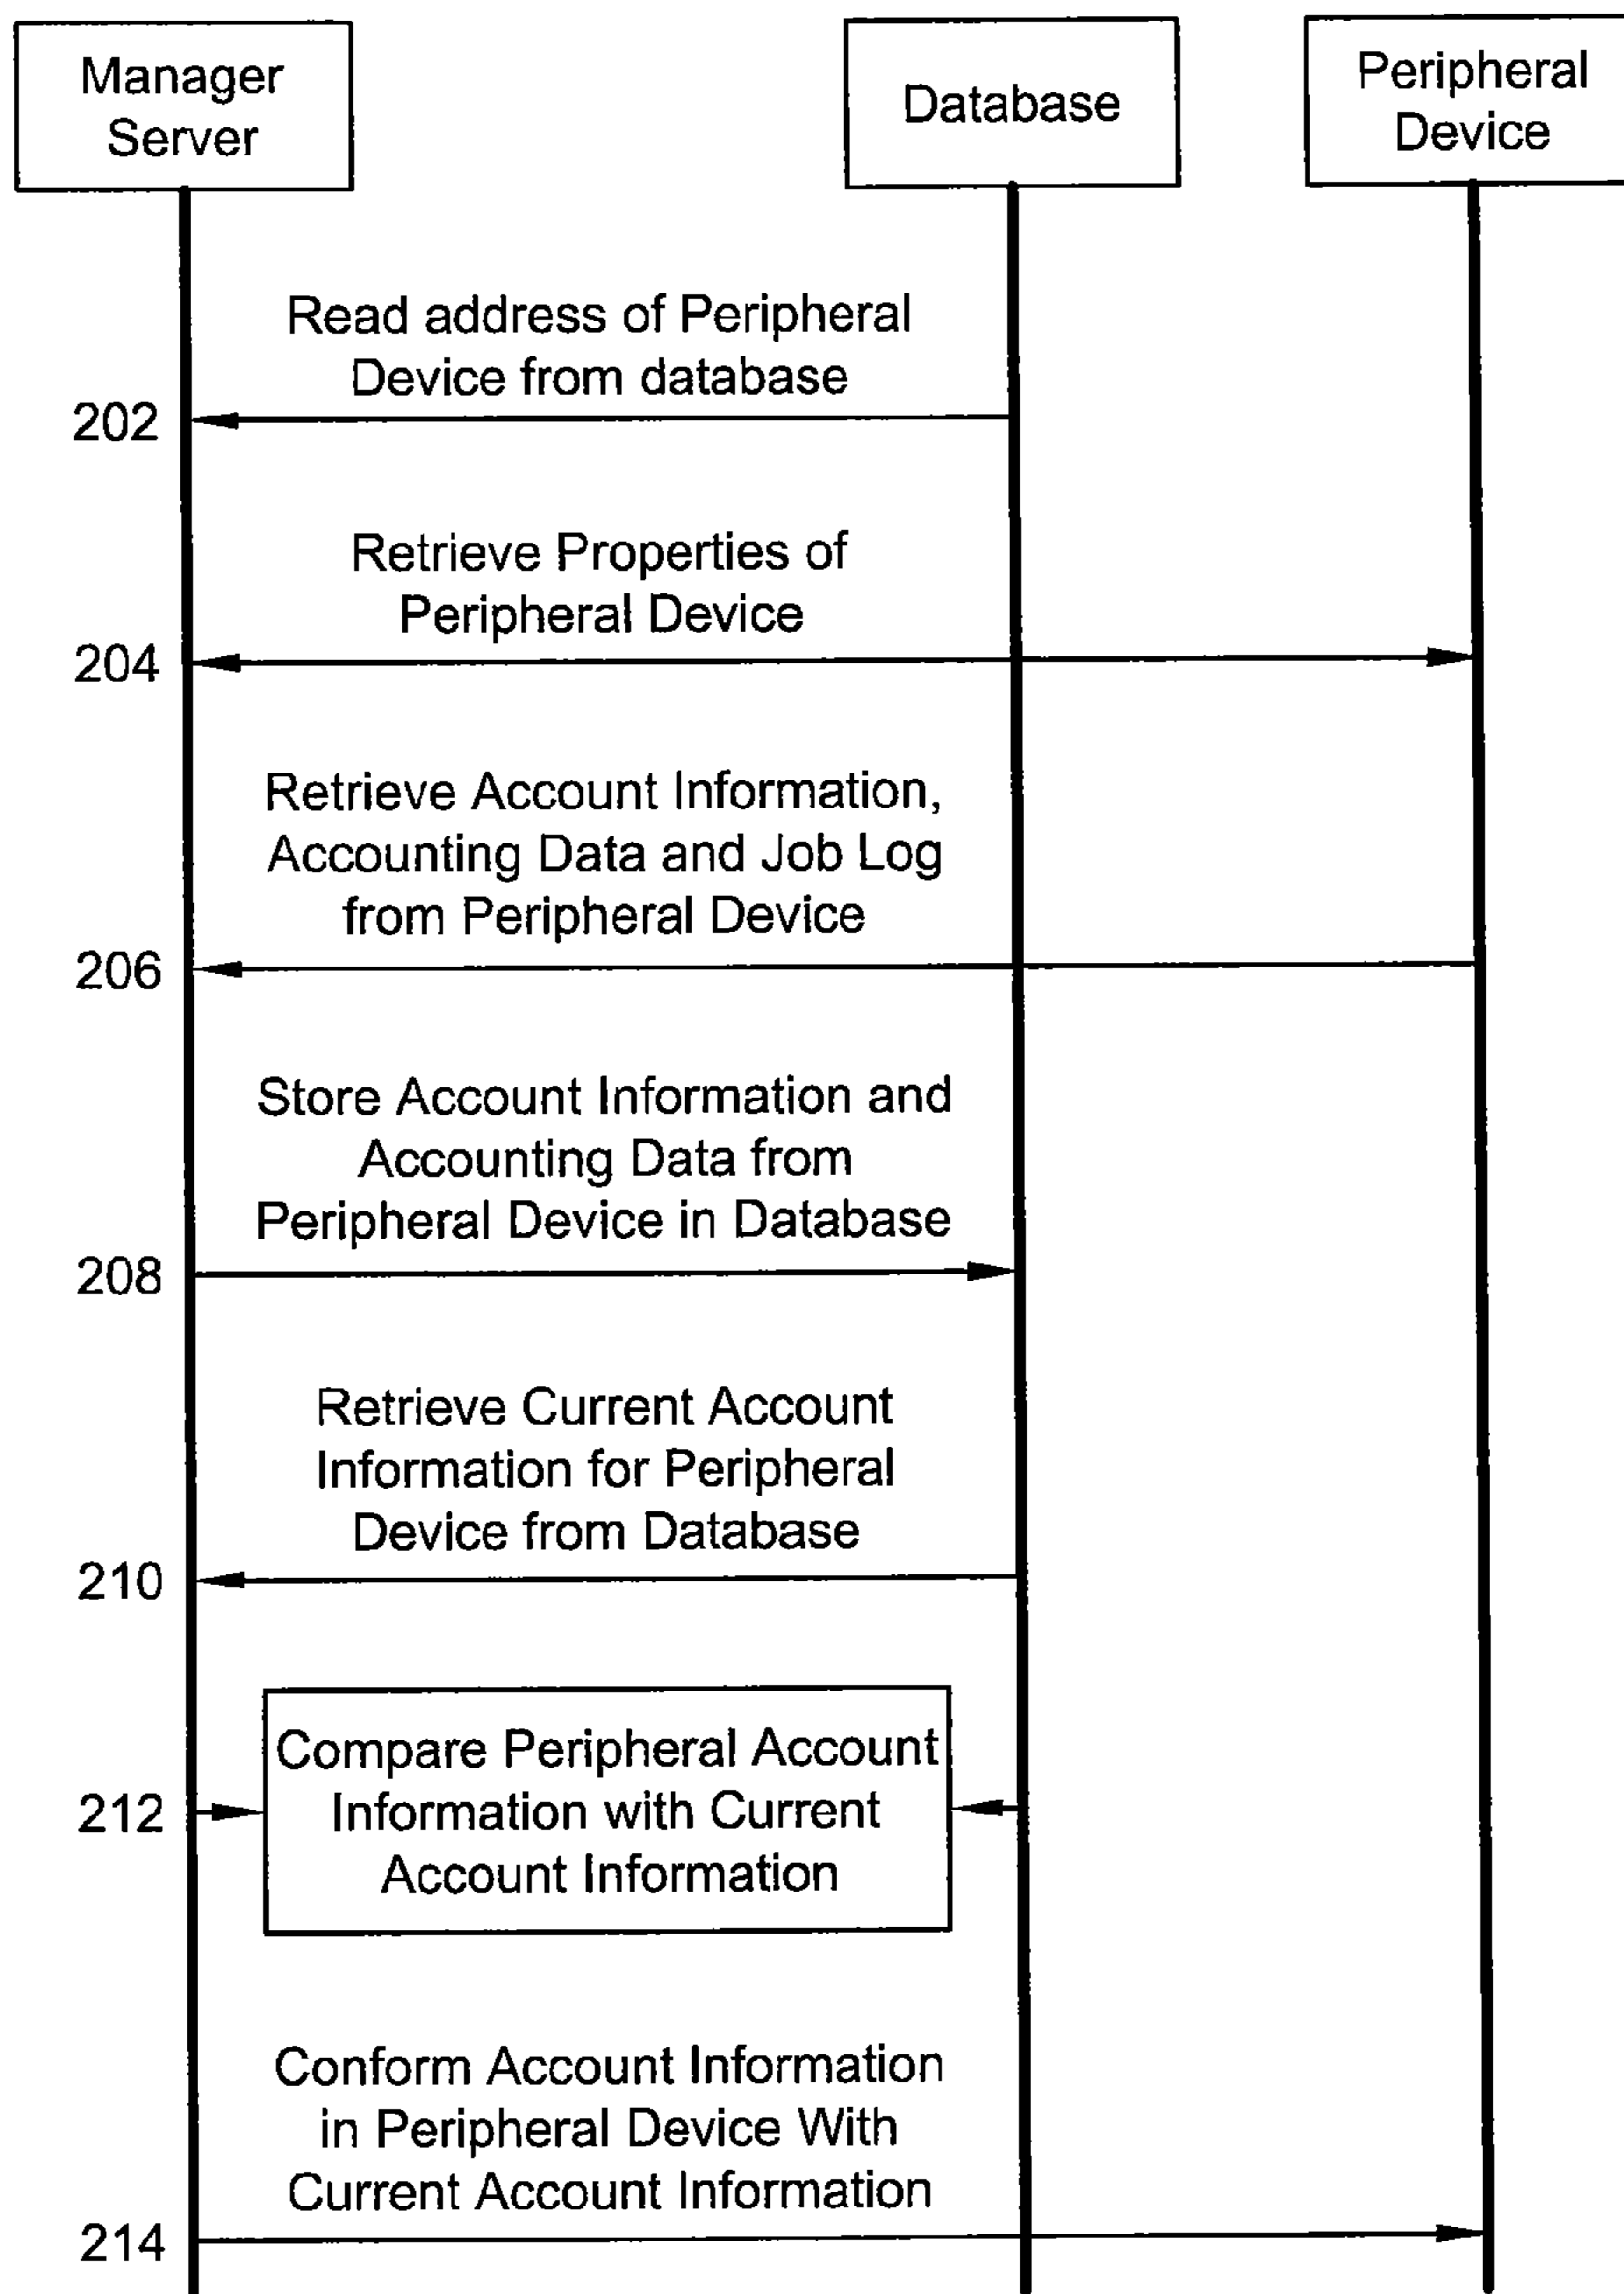 Manager
Server
Database
Peripheral
Device
Read address of Peripheral
Device from database
202
Retrieve Properties of
Peripheral Device
204
Retrieve Account Information,
Accounting Data and Job Log
from Peripheral Device
206
Store Account Information and
Accounting Data from
Peripheral Device in Database
208
Retrieve Current Account
Information for Peripheral
Device from Database
210
Compare Peripheral Account
Information with Current
Account Information
212
Conform Account Information
in Peripheral Device With
Current Account Information
214